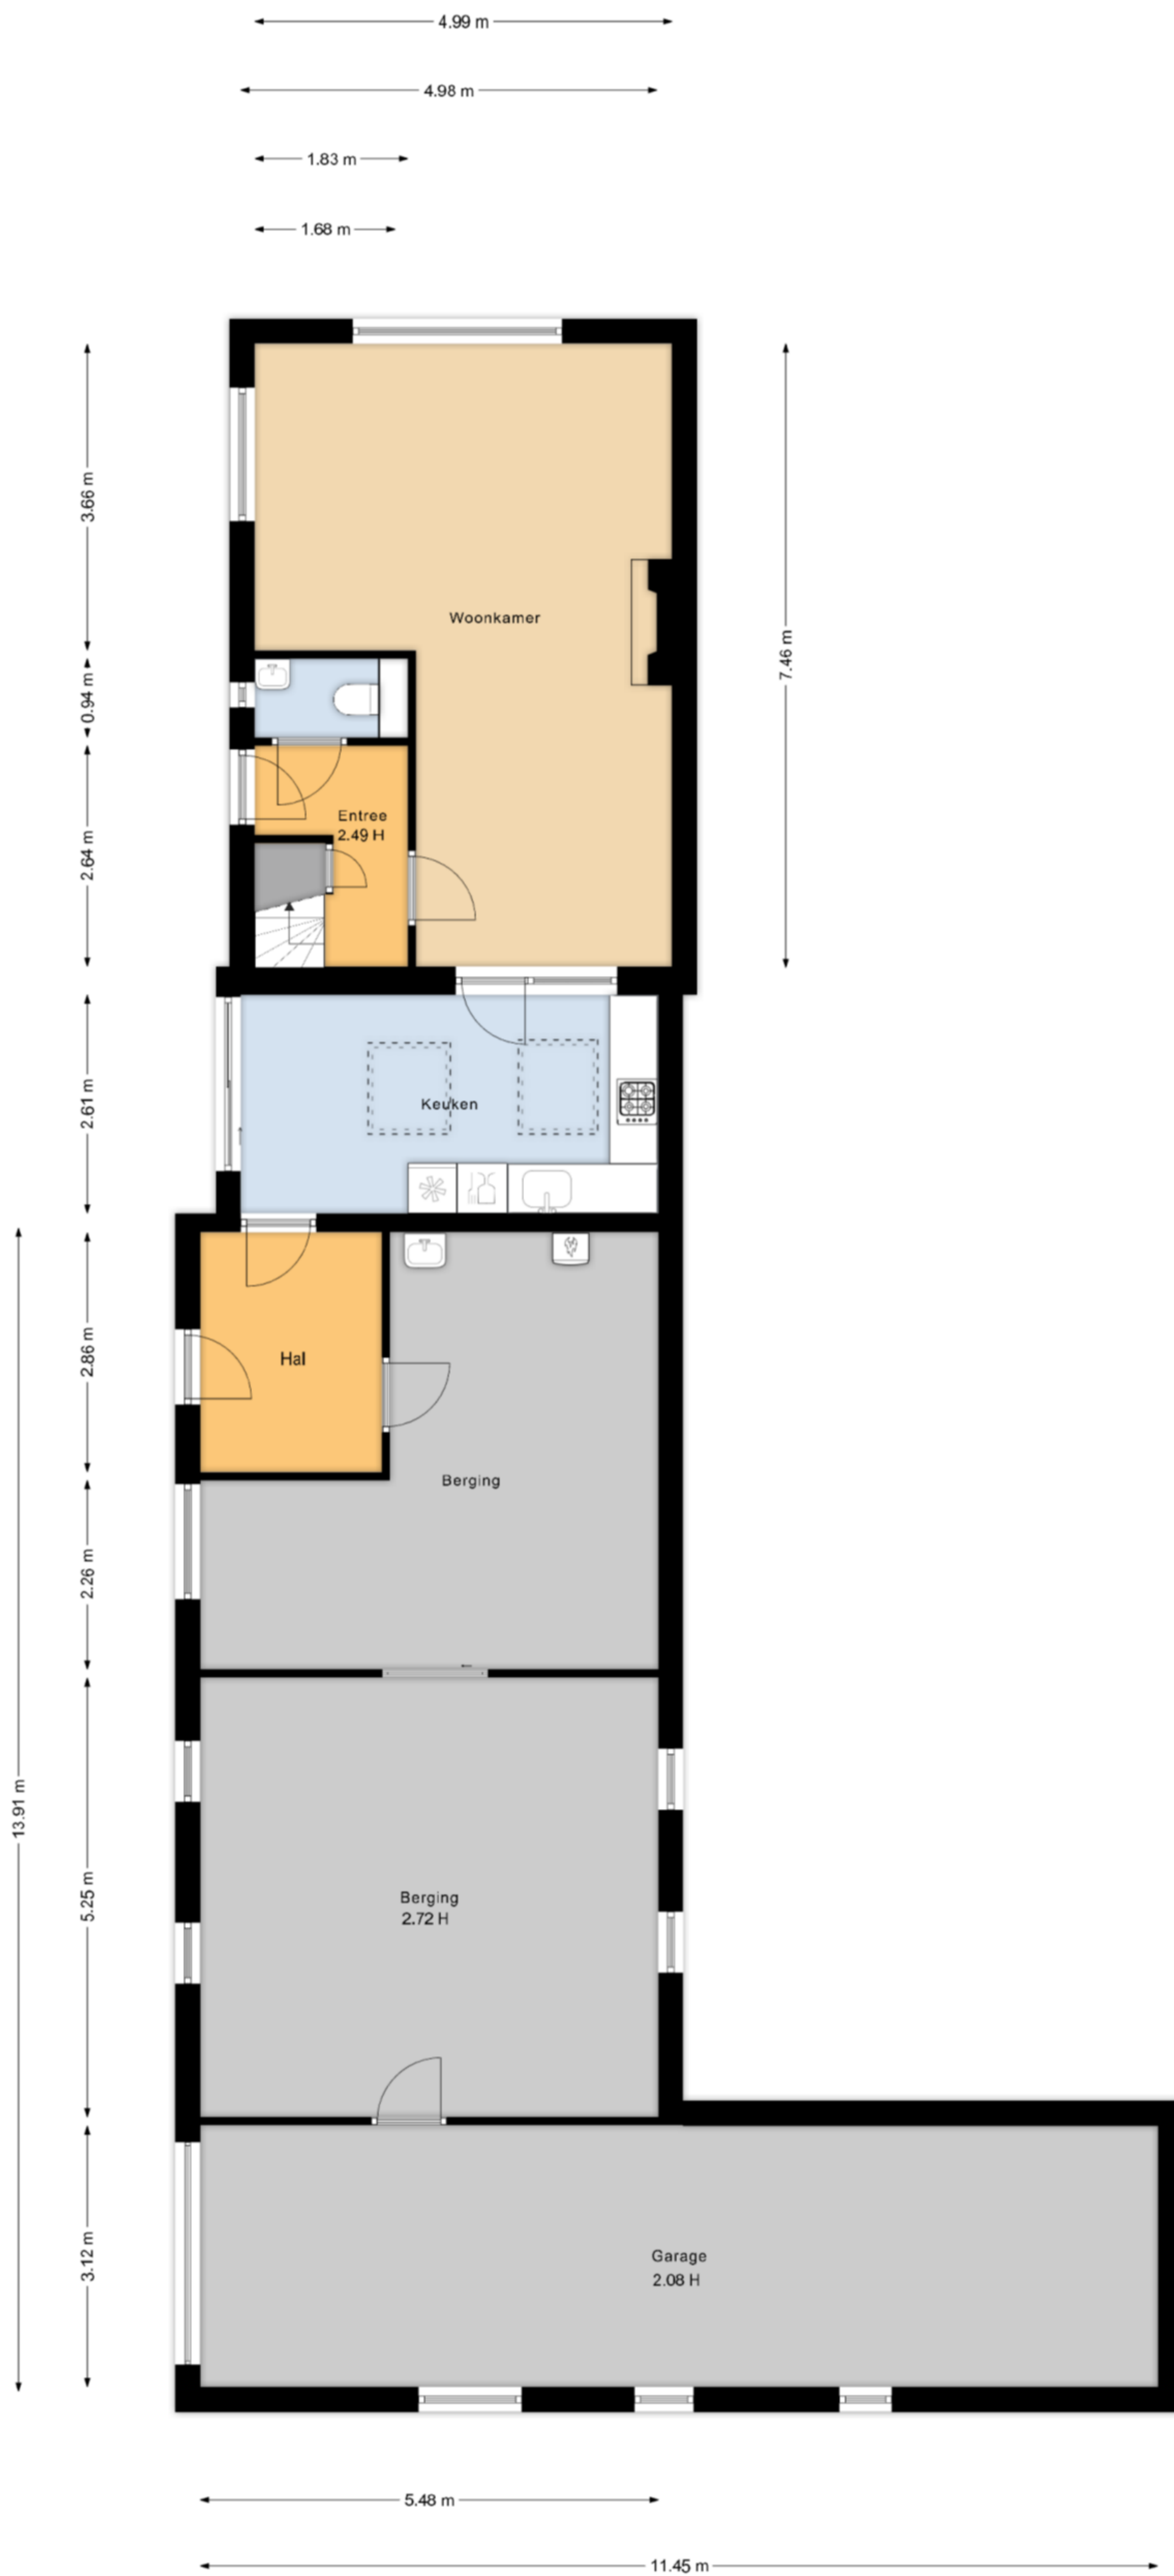 4.99 m
4.98 m
1.83 m
1.68 m
3.66 m
7.46 m
Woonkamer
0.94 m
Entree
2.49 H
2.64 m
Keuken
2.61 m
Hal
2.86 m
Berging
2.26 m
13.91 m
5.25 m
Berging
2.72 H
Garage
2.08 H
3.12 m
5.48 m
11.45 m